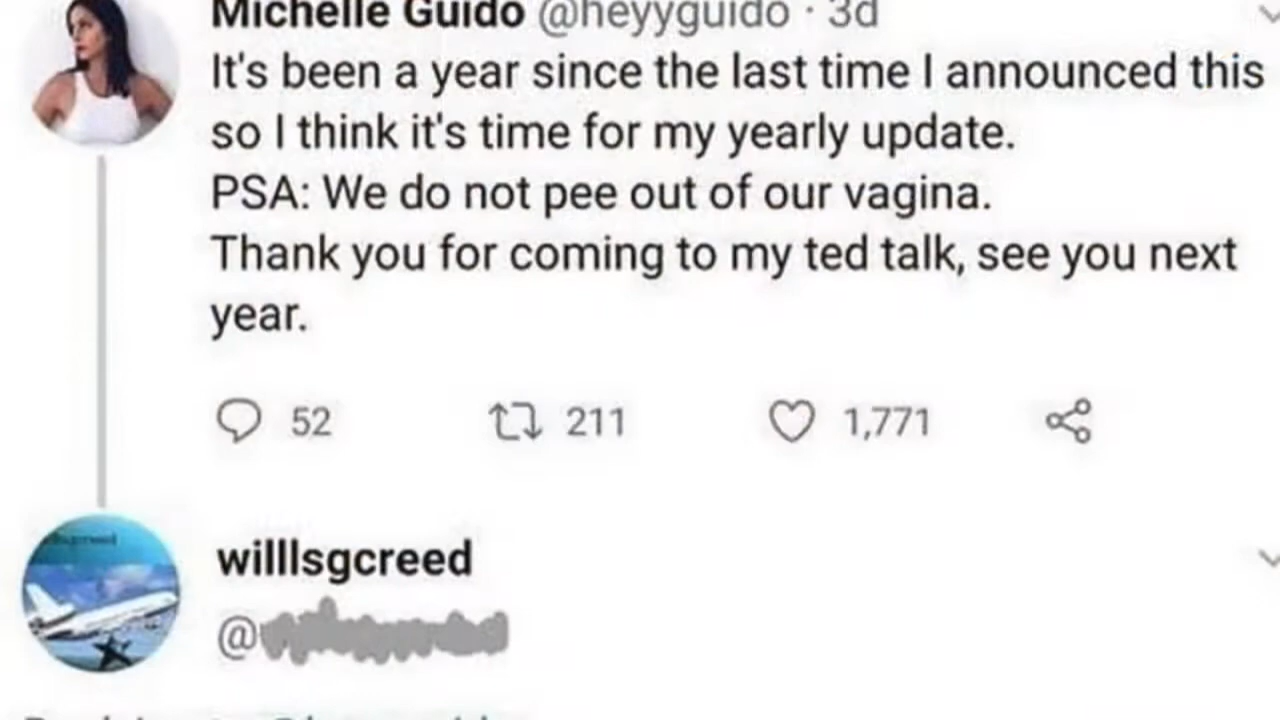 Michelle Guido @heyyguido · 3d
It's been a year since the last time I announced this
so I think it's time for my yearly update.
PSA: We do not pee out of our vagina.
Thank you for coming to my ted talk, see you next
year.
52 211 1,771
willlsgcreed
@